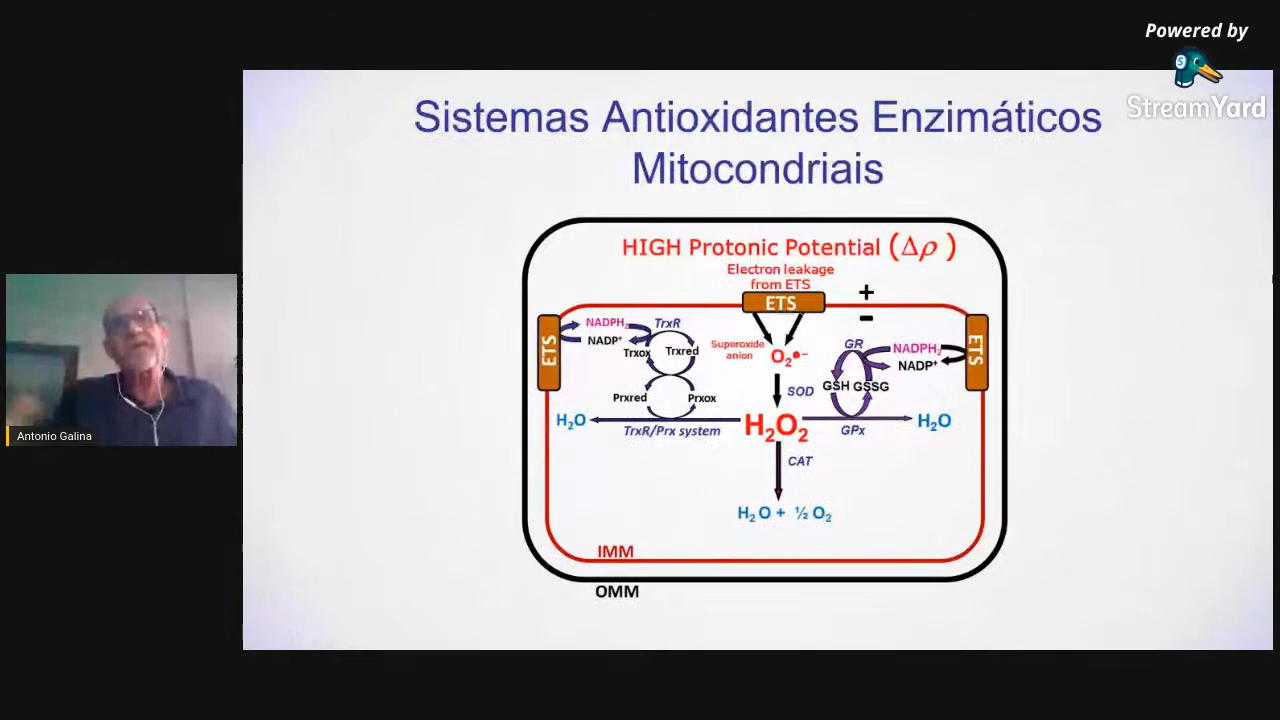 Powered by
StreamYard
Sistemas Antioxidantes Enzimáticos
Mitocondriais
HIGH Protonic Potential (Δρ)
Electron leakage
from ETS
ETS
+
-
ETS
NADPH₂
NADP⁺
TrxR
Trxox
Trxred
Prxred
Prxox
TrxR/Prx system
H₂O
Superoxide
anion
O₂•⁻
SOD
H₂O₂
CAT
H₂O + ½ O₂
GR
NADPH₂
NADP⁺
GSH
GSSG
GPx
H₂O
ETS
IMM
OMM
Antonio Galina